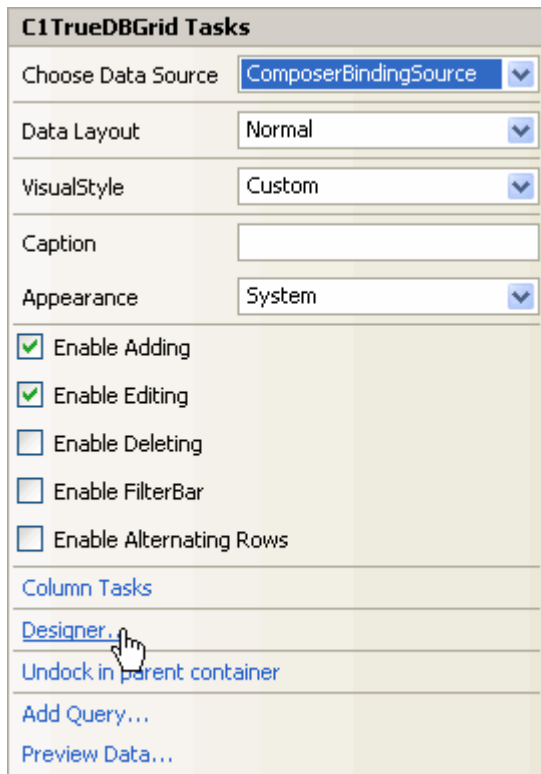 C1TrueDBGrid Tasks
Choose Data Source ComposerBindingSource
Data Layout Normal
VisualStyle Custom
Caption
Appearance System
Enable Adding
Enable Editing
Enable Deleting
Enable FilterBar
Enable Alternating Rows
Column Tasks
Designer...
Undock in parent container
Add Query...
Preview Data...